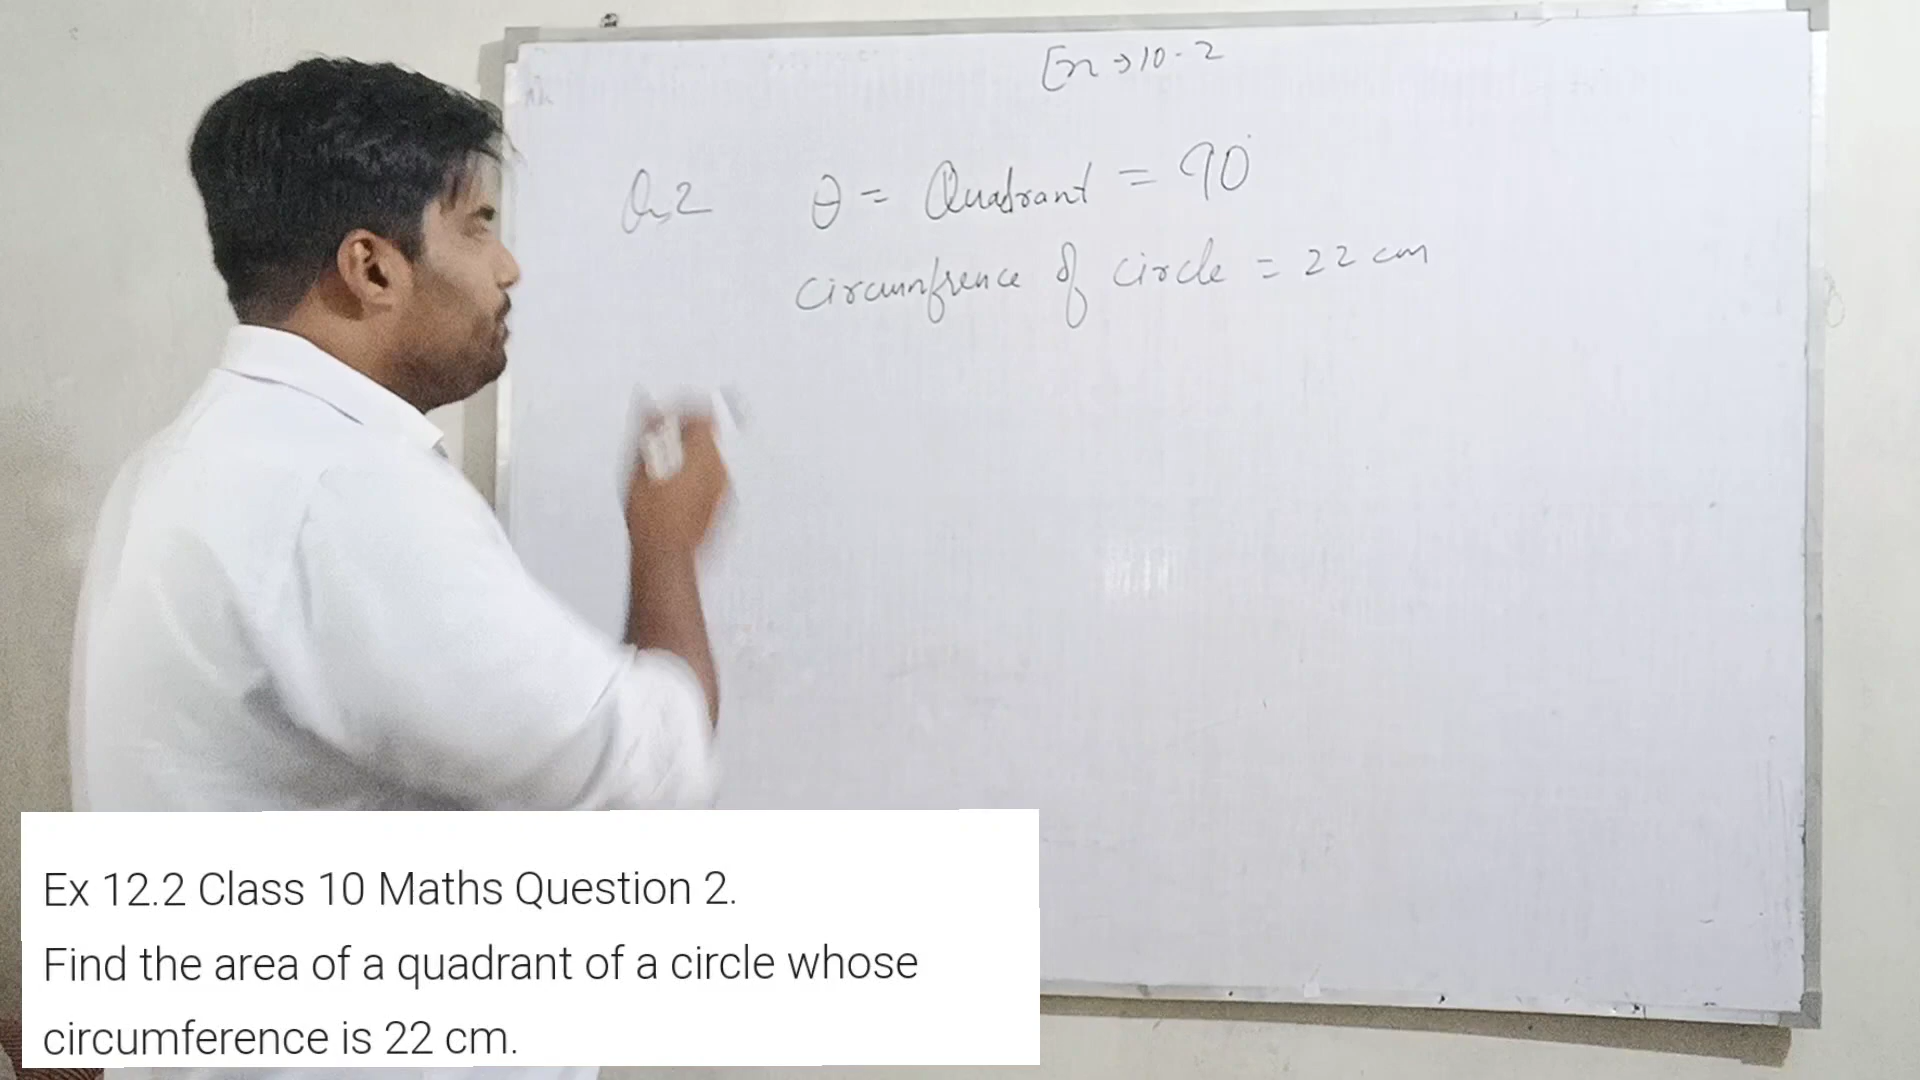 Ex → 10.2
Q.2 θ = Quadrant = 90°
Circumfrence of circle = 22 cm
Ex 12.2 Class 10 Maths Question 2.
Find the area of a quadrant of a circle whose
circumference is 22 cm.